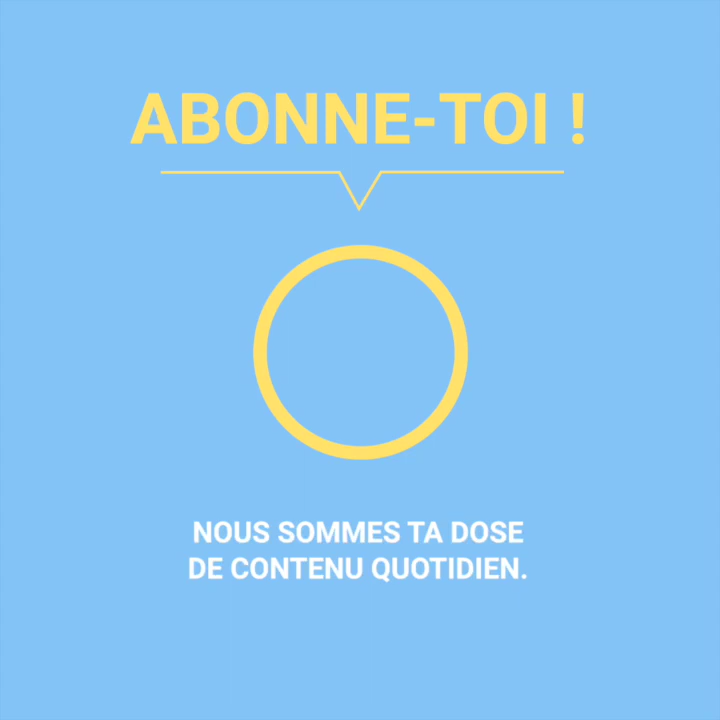 ABONNE-TOI !
NOUS SOMMES TA DOSE
DE CONTENU QUOTIDIEN.